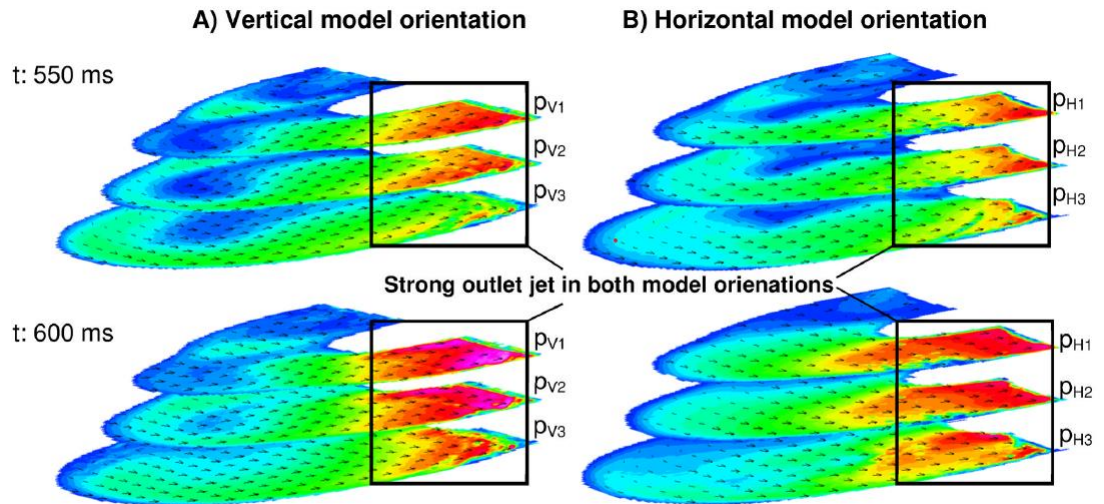 A) Vertical model orientation
B) Horizontal model orientation
t: 550 ms
pV1
pV2
pV3
pH1
pH2
pH3
Strong outlet jet in both model orienations
t: 600 ms
pV1
pV2
pV3
pH1
pH2
pH3